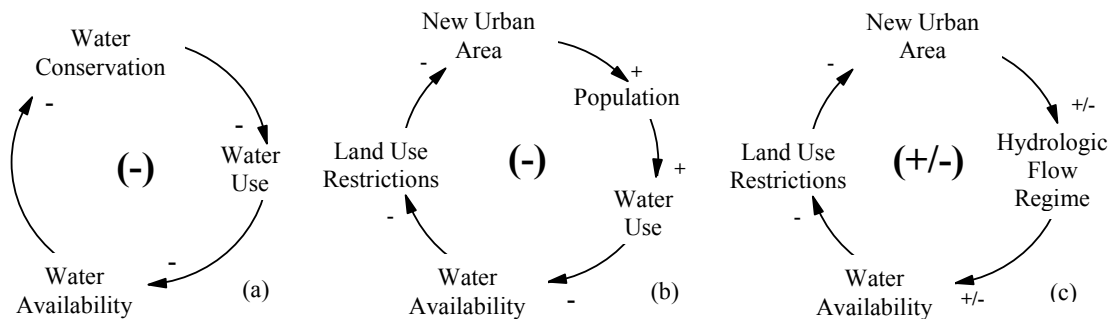 Water
Conservation
-
-
(-)
Water
Use
-
Water
Availability
(a)
New Urban
Area
-
+
Population
Land Use
Restrictions
(-)
+
Water
Use
-
Water
Availability
-
(b)
New Urban
Area
-
+/-
Land Use
Restrictions
(+/-)
Hydrologic
Flow
Regime
-
Water
Availability
+/-
(c)